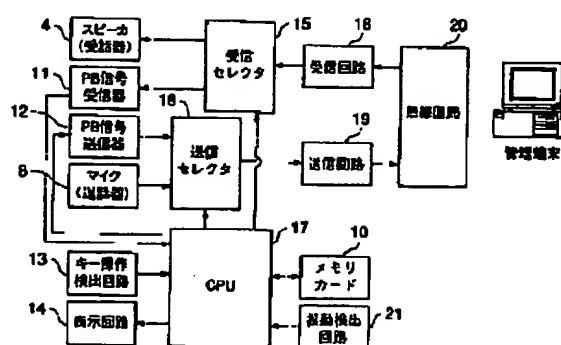 4
スピーカ
(受話器)
11
PB信号
受信器
12
PB信号
送信器
8
マイク
(送話器)
13
キー操作
検出回路
14
表示回路
15
受信
セレクタ
16
送信
セレクタ
17
CPU
18
受信回路
19
送信回路
20
無線回路
管理端末
10
メモリ
カード
21
振動検出
回路